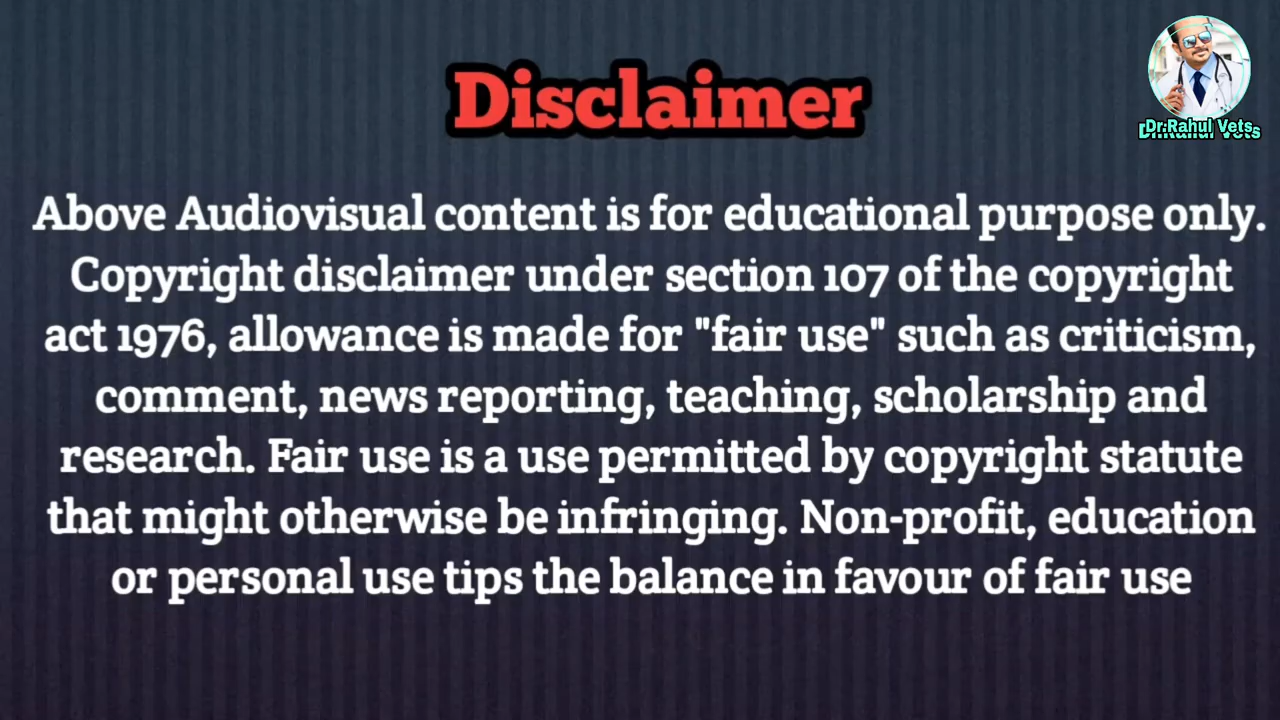 Disclaimer
Dr.Rahul Vets
Above Audiovisual content is for educational purpose only.
Copyright disclaimer under section 107 of the copyright
act 1976, allowance is made for "fair use" such as criticism,
comment, news reporting, teaching, scholarship and
research. Fair use is a use permitted by copyright statute
that might otherwise be infringing. Non-profit, education
or personal use tips the balance in favour of fair use